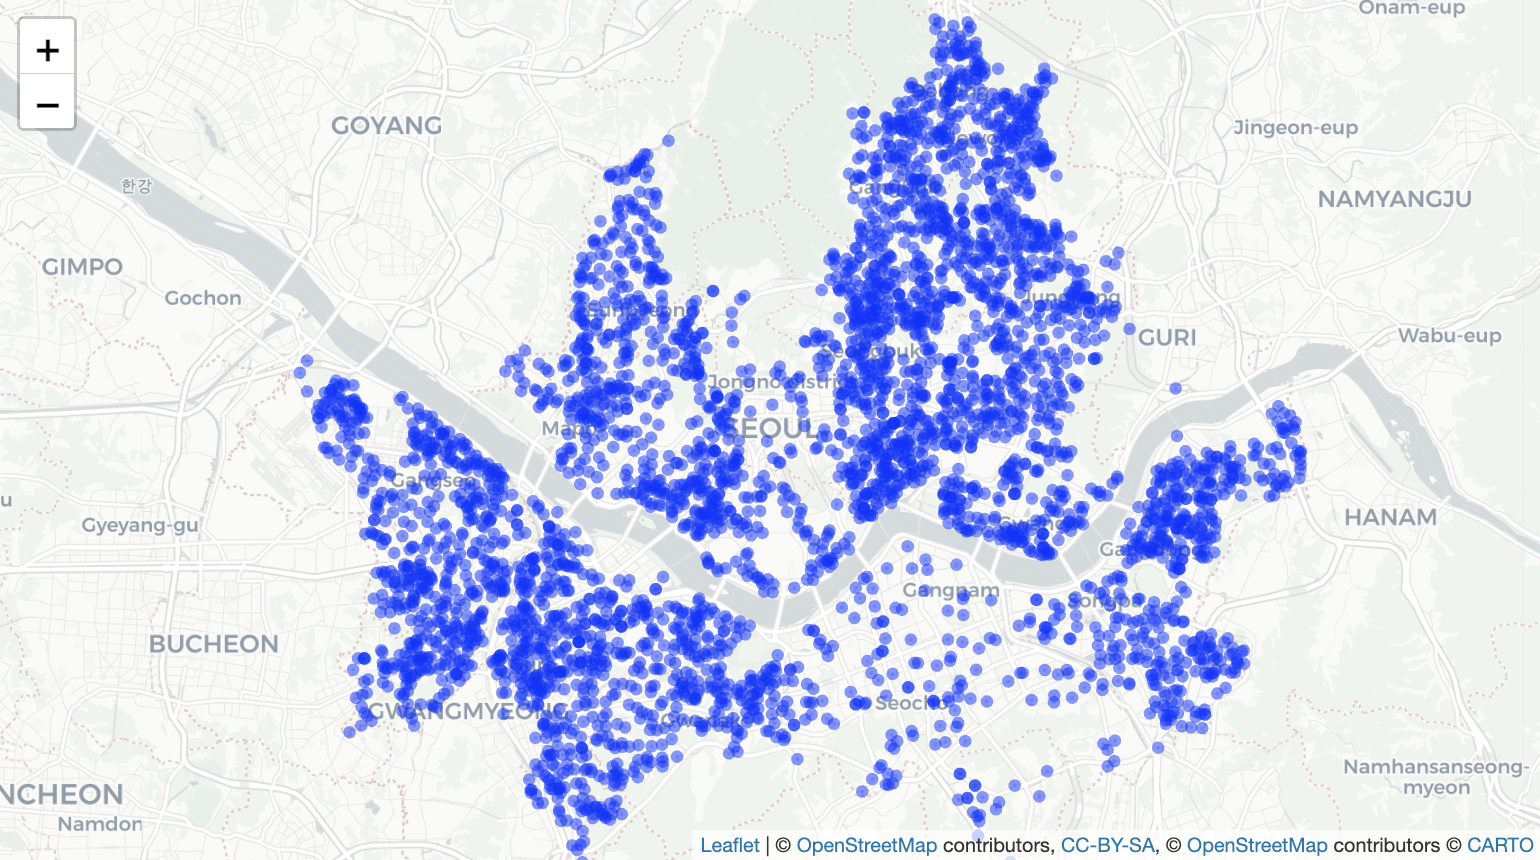 Onam-eup
+
−
GOYANG
Jingeon-eup
한강
NAMYANGJU
GIMPO
Gochon
GURI
Wabu-eup
Jongno District
SEOUL
Mapo
Gangseo
Gyeyang-gu
HANAM
Gangnam
Songpa
BUCHEON
Seocho
GWANGMYEONG
Gwanak
Namhansanseong-
myeon
NCHEON
Namdon
Leaflet | © OpenStreetMap contributors, CC-BY-SA, © OpenStreetMap contributors © CARTO